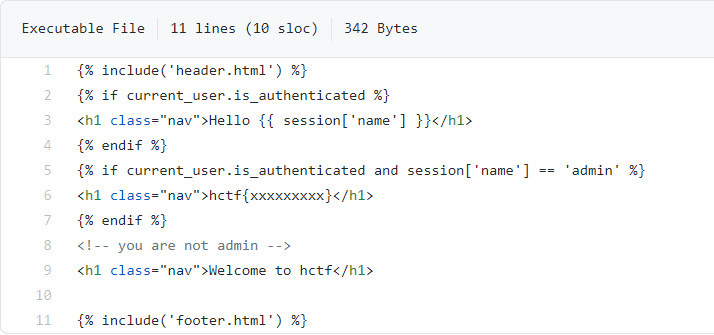 Executable File 11 lines (10 sloc) 342 Bytes
1 {% include('header.html') %}
2 {% if current_user.is_authenticated %}
3 <h1 class="nav">Hello {{ session['name'] }}</h1>
4 {% endif %}
5 {% if current_user.is_authenticated and session['name'] == 'admin' %}
6 <h1 class="nav">hctf{xxxxxxxxx}</h1>
7 {% endif %}
8 <!-- you are not admin -->
9 <h1 class="nav">Welcome to hctf</h1>
10
11 {% include('footer.html') %}